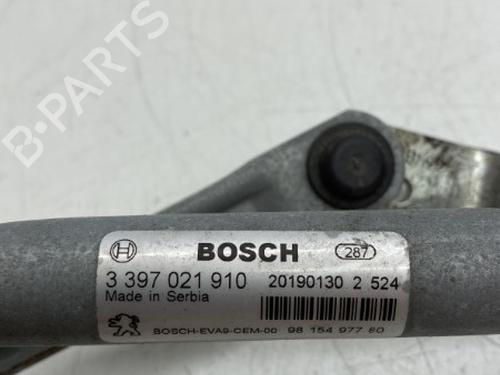 B-PARTS
BOSCH
287
3 397 021 910
20190130 2 524
Made in Serbia
BOSCH-EVA9-CEM-00
98 154 977 80